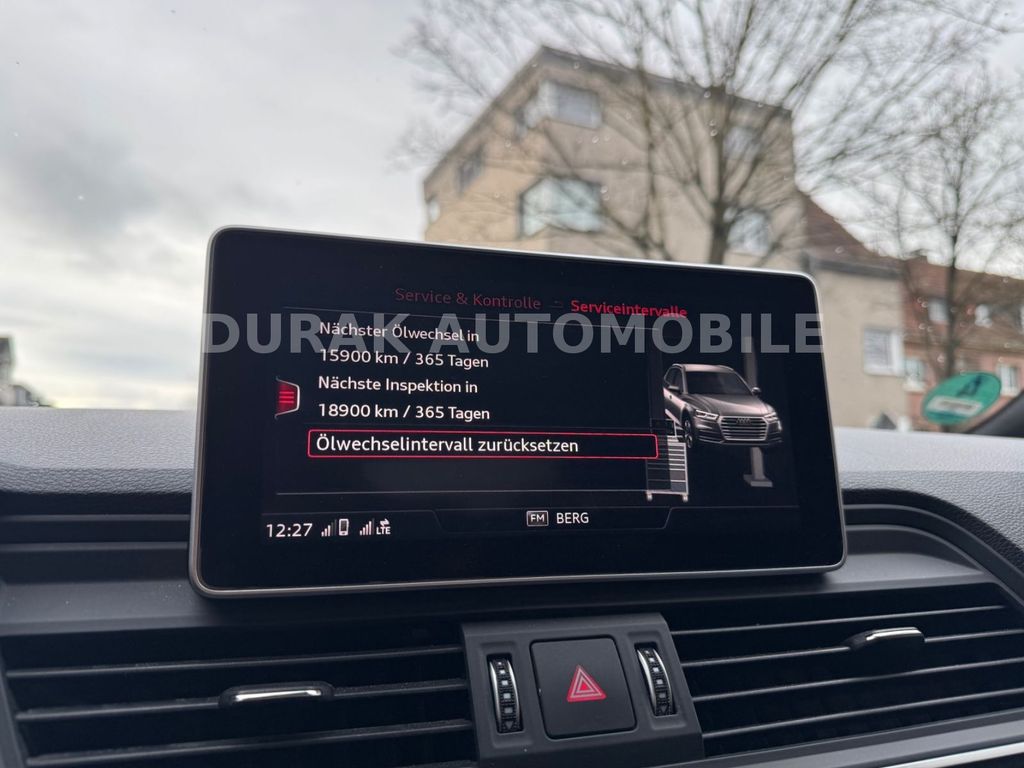 Service & Kontrolle Serviceintervalle
DURAK AUTOMOBILE
Nächster Ölwechsel in
15900 km / 365 Tagen
Nächste Inspektion in
18900 km / 365 Tagen
Ölwechselintervall zurücksetzen
12:27 LTE FM BERG